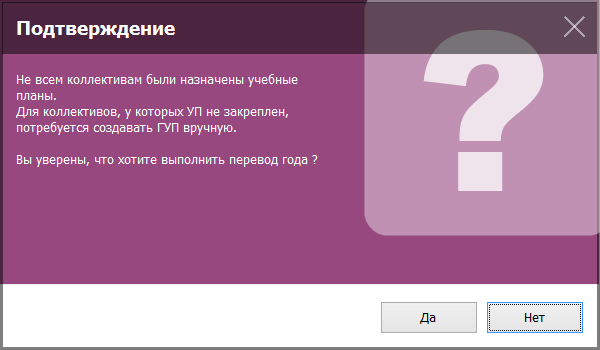 Подтверждение
Не всем коллективам были назначены учебные
планы.
Для коллективов, у которых УП не закреплен,
потребуется создавать ГУП вручную.
Вы уверены, что хотите выполнить перевод года ?
?
Да
Нет